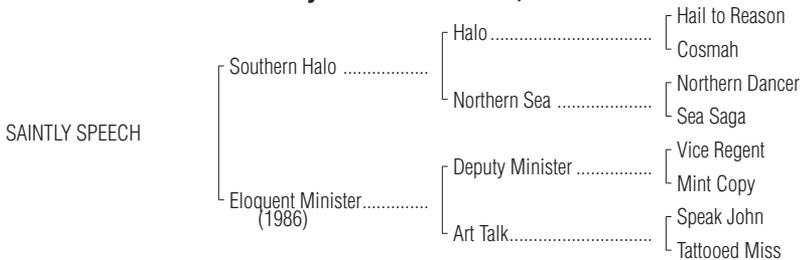 Hail to Reason
Halo................................
Cosmah
Southern Halo .................
Northern Dancer
Northern Sea ...................
Sea Saga
SAINTLY SPEECH
Vice Regent
Deputy Minister ...............
Mint Copy
Eloquent Minister.............
(1986)
Speak John
Art Talk............................
Tattooed Miss